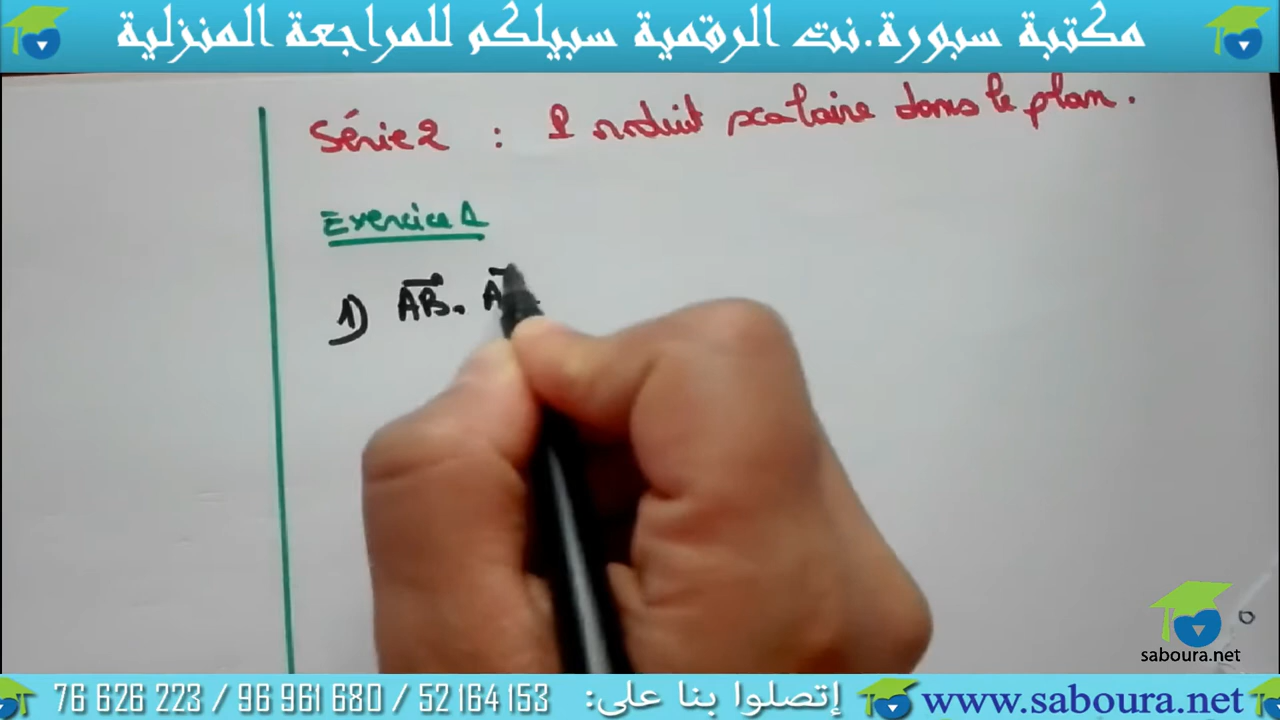 مكتبة سبورة.نت الرقمية سبيلكم للمراجعة المنزلية
Série 2 : Produit scalaire dans le plan.
Exercice 1
1) AB. A
saboura.net
76 626 223 / 96 961 680 / 52 164 153 إتصلوا بنا على: www.saboura.net